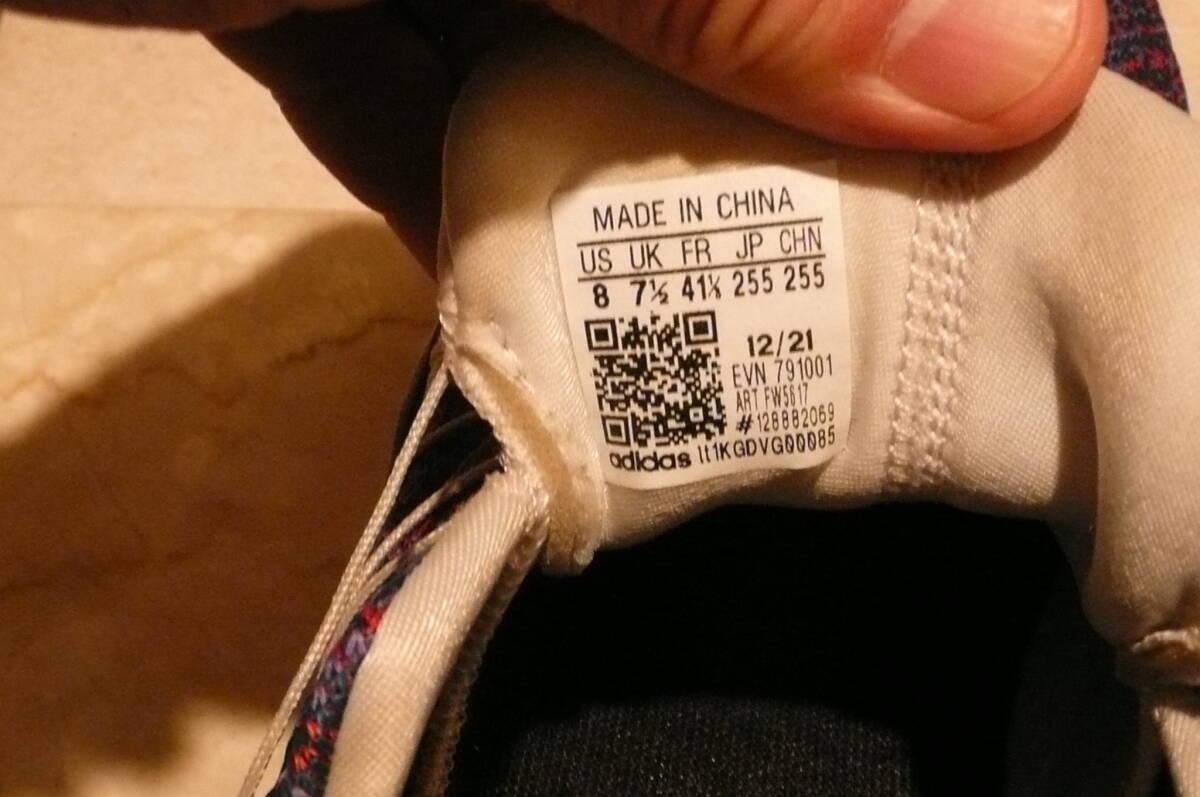 MADE IN CHINA
US UK FR JP CHN
8 7½ 41⅓ 255 255
12/21
EVN 791001
ART FW5617
#128882069
adidas It1KGDVG00085